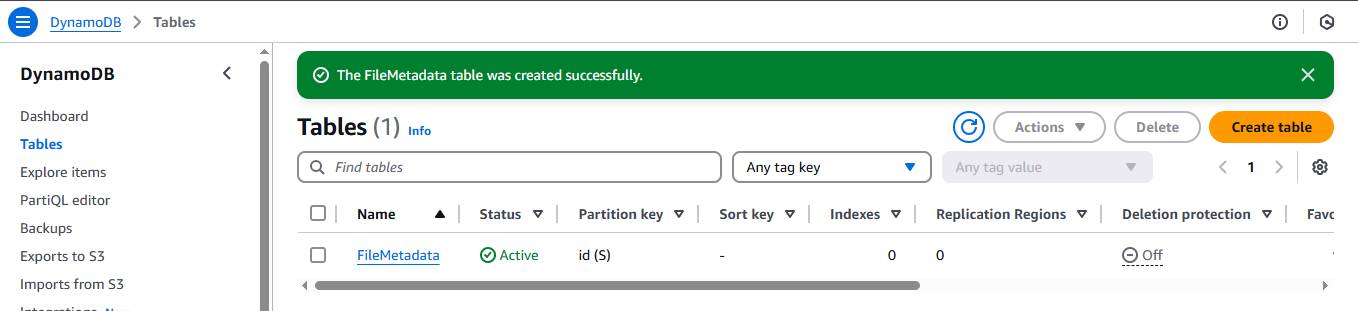 DynamoDB > Tables
DynamoDB
Dashboard
Tables
Explore items
PartiQL editor
Backups
Exports to S3
Imports from S3
The FileMetadata table was created successfully.
Tables (1) Info
Actions
Delete
Create table
Find tables
Any tag key
Any tag value
1
Name Status Partition key Sort key Indexes Replication Regions Deletion protection
FileMetadata Active id (S) - 0 0 Off